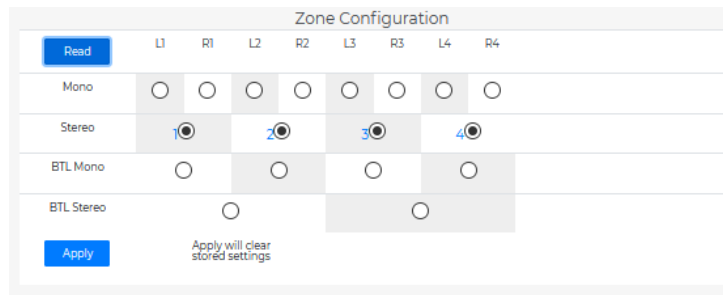 Zone Configuration
Read L1 R1 L2 R2 L3 R3 L4 R4
Mono
Stereo 1 2 3 4
BTL Mono
BTL Stereo
Apply Apply will clear
stored settings